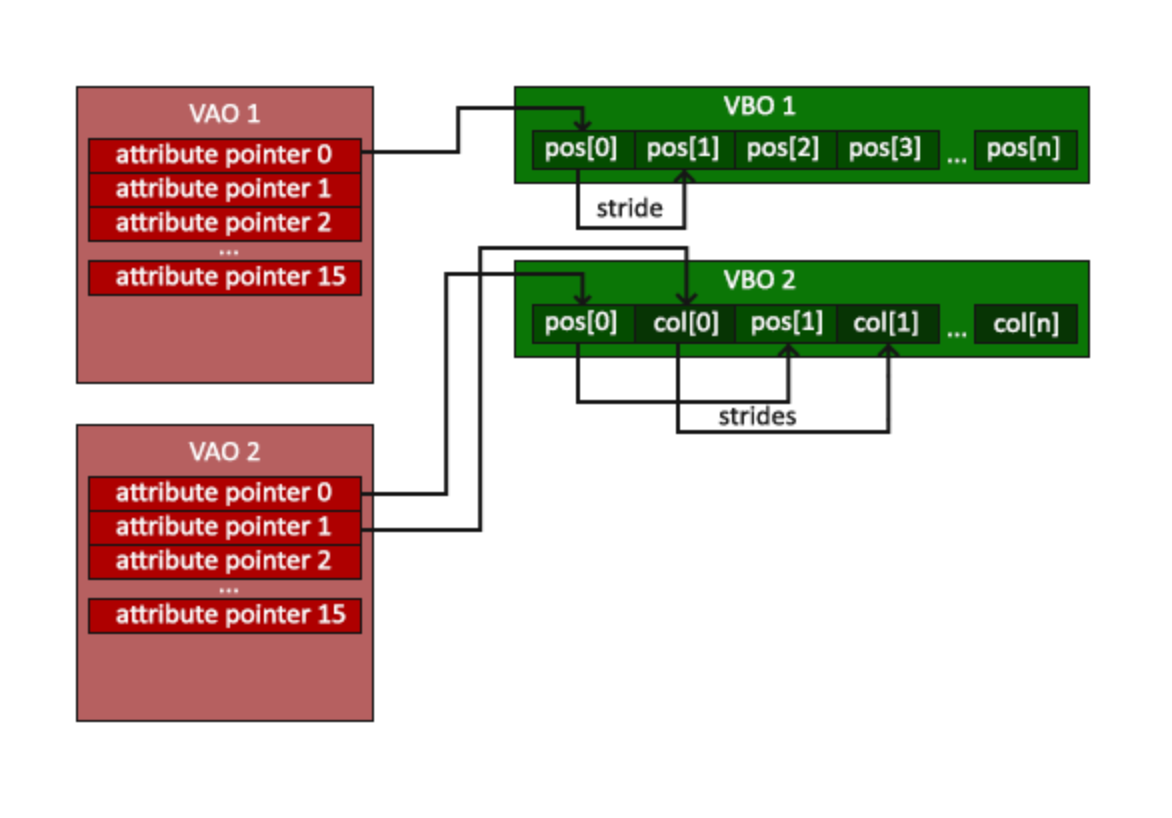 VAO 1
attribute pointer 0
attribute pointer 1
attribute pointer 2
...
attribute pointer 15
VBO 1
pos[0] pos[1] pos[2] pos[3] ... pos[n]
stride
VBO 2
pos[0] col[0] pos[1] col[1] ... col[n]
strides
VAO 2
attribute pointer 0
attribute pointer 1
attribute pointer 2
...
attribute pointer 15